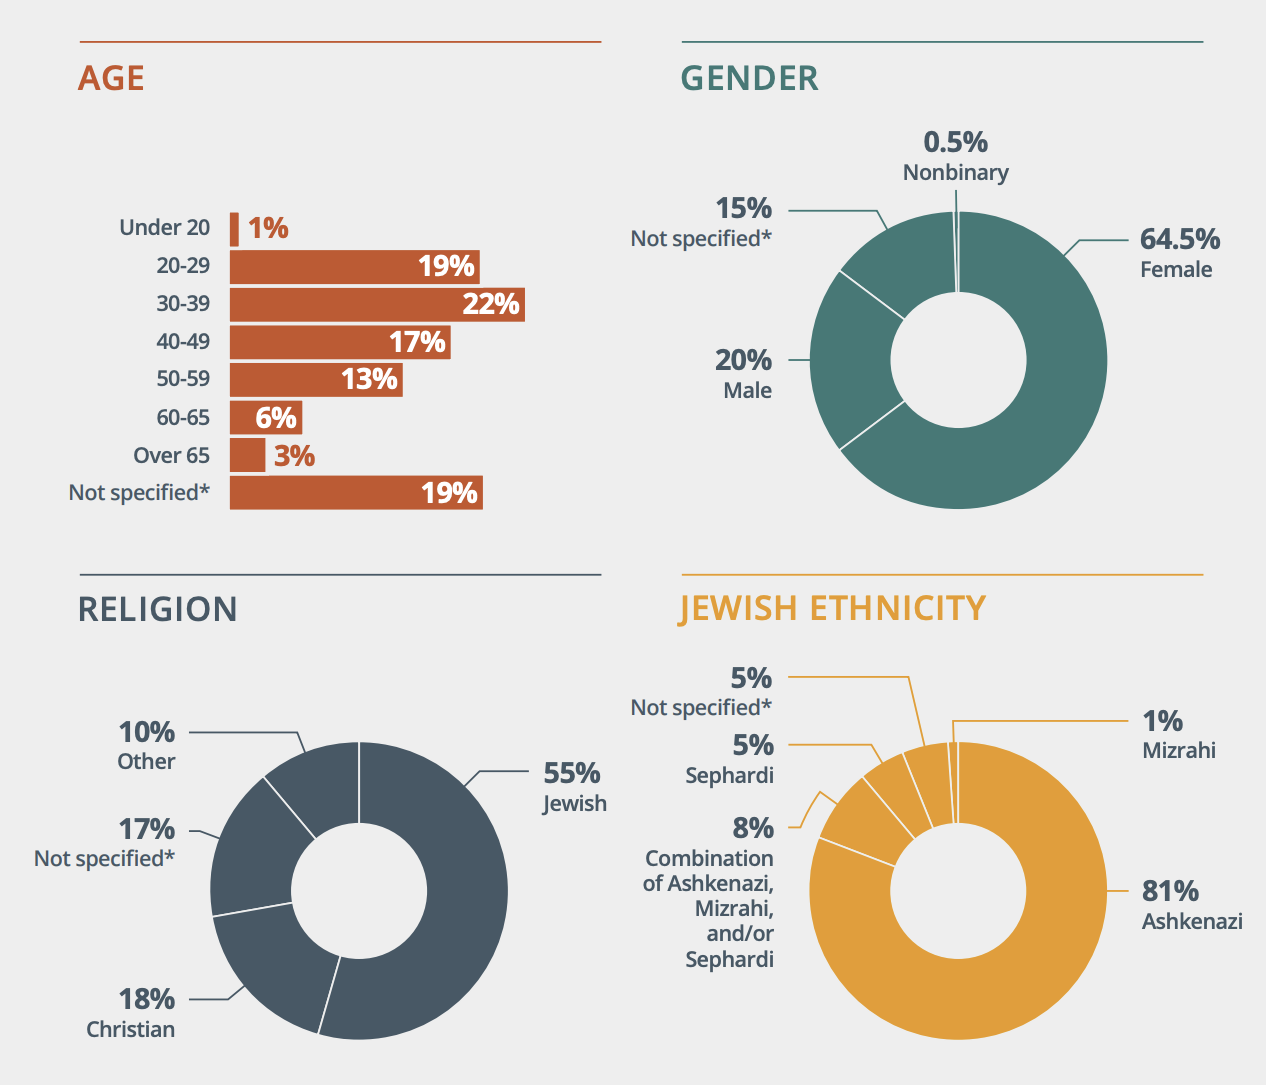 AGE
Under 20 1%
20-29 19%
30-39 22%
40-49 17%
50-59 13%
60-65 6%
Over 65 3%
Not specified* 19%
GENDER
0.5%
Nonbinary
15%
Not specified*
64.5%
Female
20%
Male
RELIGION
10%
Other
55%
Jewish
17%
Not specified*
18%
Christian
JEWISH ETHNICITY
5%
Not specified*
1%
Mizrahi
5%
Sephardi
8%
Combination
of Ashkenazi,
Mizrahi,
and/or
Sephardi
81%
Ashkenazi